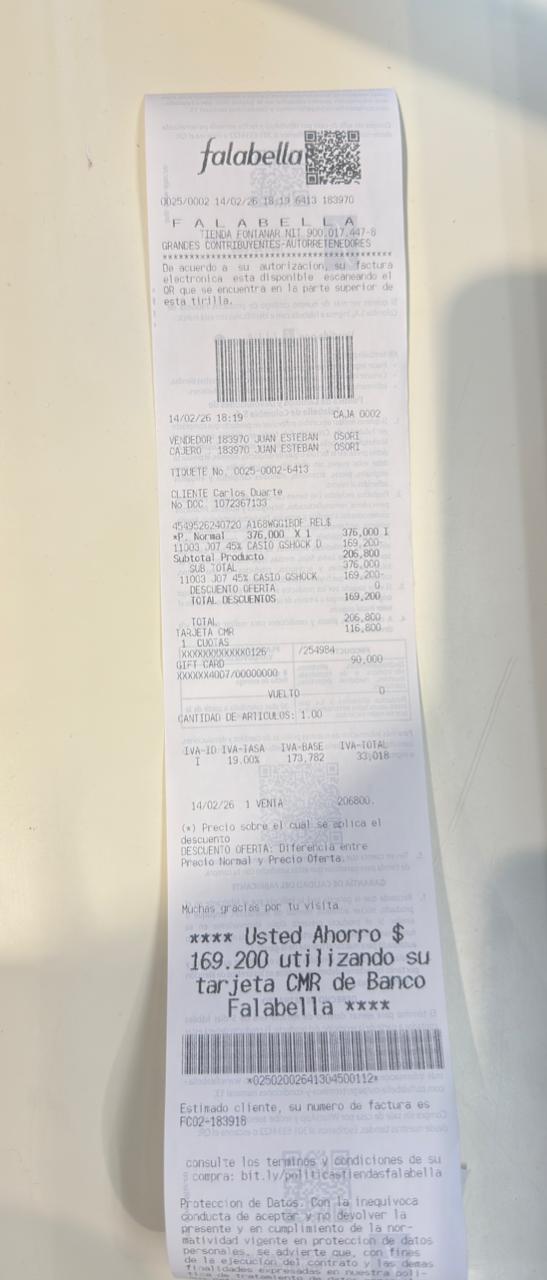 falabella
0025/0002 14/02/26 18:19 6413 183970
F A L A B E L L A
TIENDA FONTANAR NIT 900.017.447-8
GRANDES CONTRIBUYENTES-AUTORRETENEDORES
De acuerdo a su autorizacion, su factura
electronica esta disponible escaneando el
QR que se encuentra en la parte superior de
esta tirilla.
14/02/26 18:19 CAJA 0002
VENDEDOR 183970 JUAN ESTEBAN OSORI
CAJERO : 183970 JUAN ESTEBAN OSORI
TIQUETE No. 0025-0002-6413
CLIENTE Carlos Duarte
No DOC. 1072367133
4549526240720 A168WGG1BDF RELS
*P. Normal 376,000 X 1 376,000 I
11003 J07 45% CASIO GSHOCK D 169,200-
Subtotal Producto 206,800
SUB TOTAL 376,000
11003 J07 45% CASIO GSHOCK 169,200-
DESCUENTO OFERTA 0
TOTAL DESCUENTOS 169,200
TOTAL 206,800
TARJETA CMR 116,800
1 CUOTAS
XXXXXXXXXXXX0126 /254984
GIFT CARD 90,000
XXXXXX4007/00000000
VUELTO 0
CANTIDAD DE ARTICULOS: 1.00
IVA-ID IVA-TASA IVA-BASE IVA-TOTAL
I 19.00% 173,782 33,018
14/02/26 1 VENTA 206800.
(*) Precio sobre el cual se aplica el
descuento
DESCUENTO OFERTA: Diferencia entre
Precio Normal y Precio Oferta.
Muchas gracias por tu visita
**** Usted Ahorro $
169.200 utilizando su
tarjeta CMR de Banco
Falabella ****
*02502002641304500112*
Estimado cliente, su numero de factura es
FC02-183918
consulte los terminos y condiciones de su
compra: bit.ly/politicastiendasfalabella
Proteccion de Datos. Con la inequivoca
conducta de aceptar y no devolver la
presente y en cumplimiento de la nor-
matividad vigente en proteccion de datos
personales, se advierte que, con fines
de la ejecucion del contrato y las demas
finalidades expresadas en nuestra poli-
tica de tratamiento de